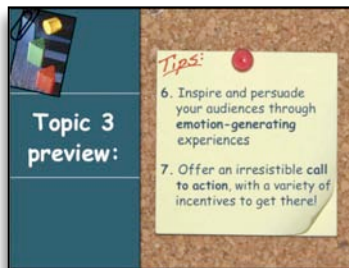 Topic 3
preview:
Tips:
6. Inspire and persuade
your audiences through
emotion-generating
experiences
7. Offer an irresistible call
to action, with a variety of
incentives to get there!